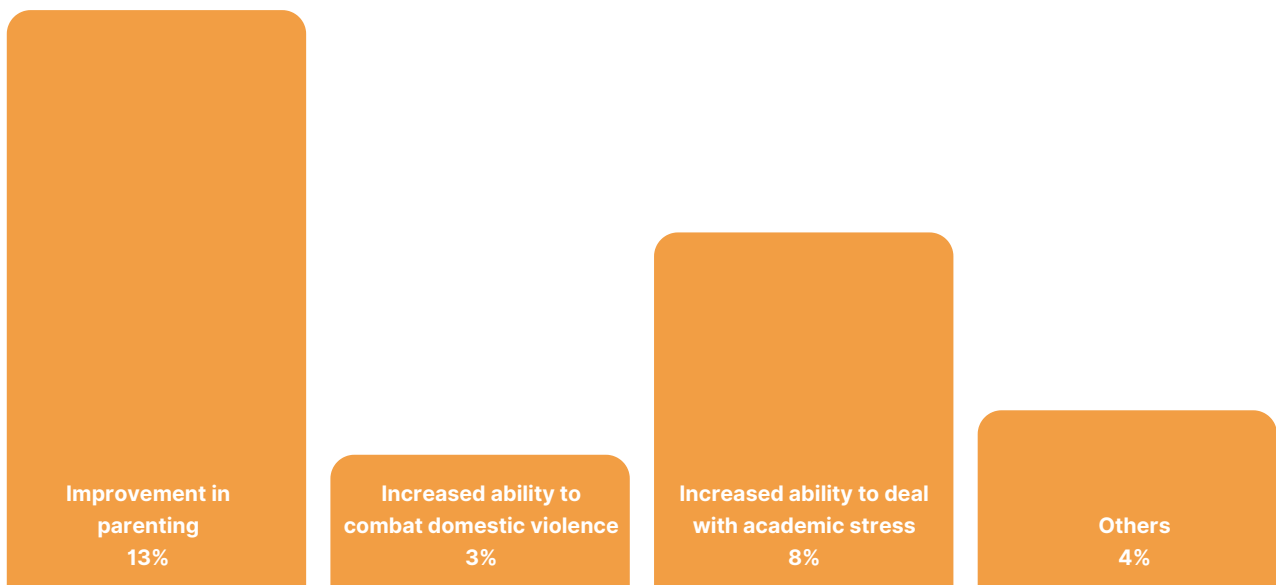 Improvement in
parenting
13%
Increased ability to
combat domestic violence
3%
Increased ability to deal
with academic stress
8%
Others
4%